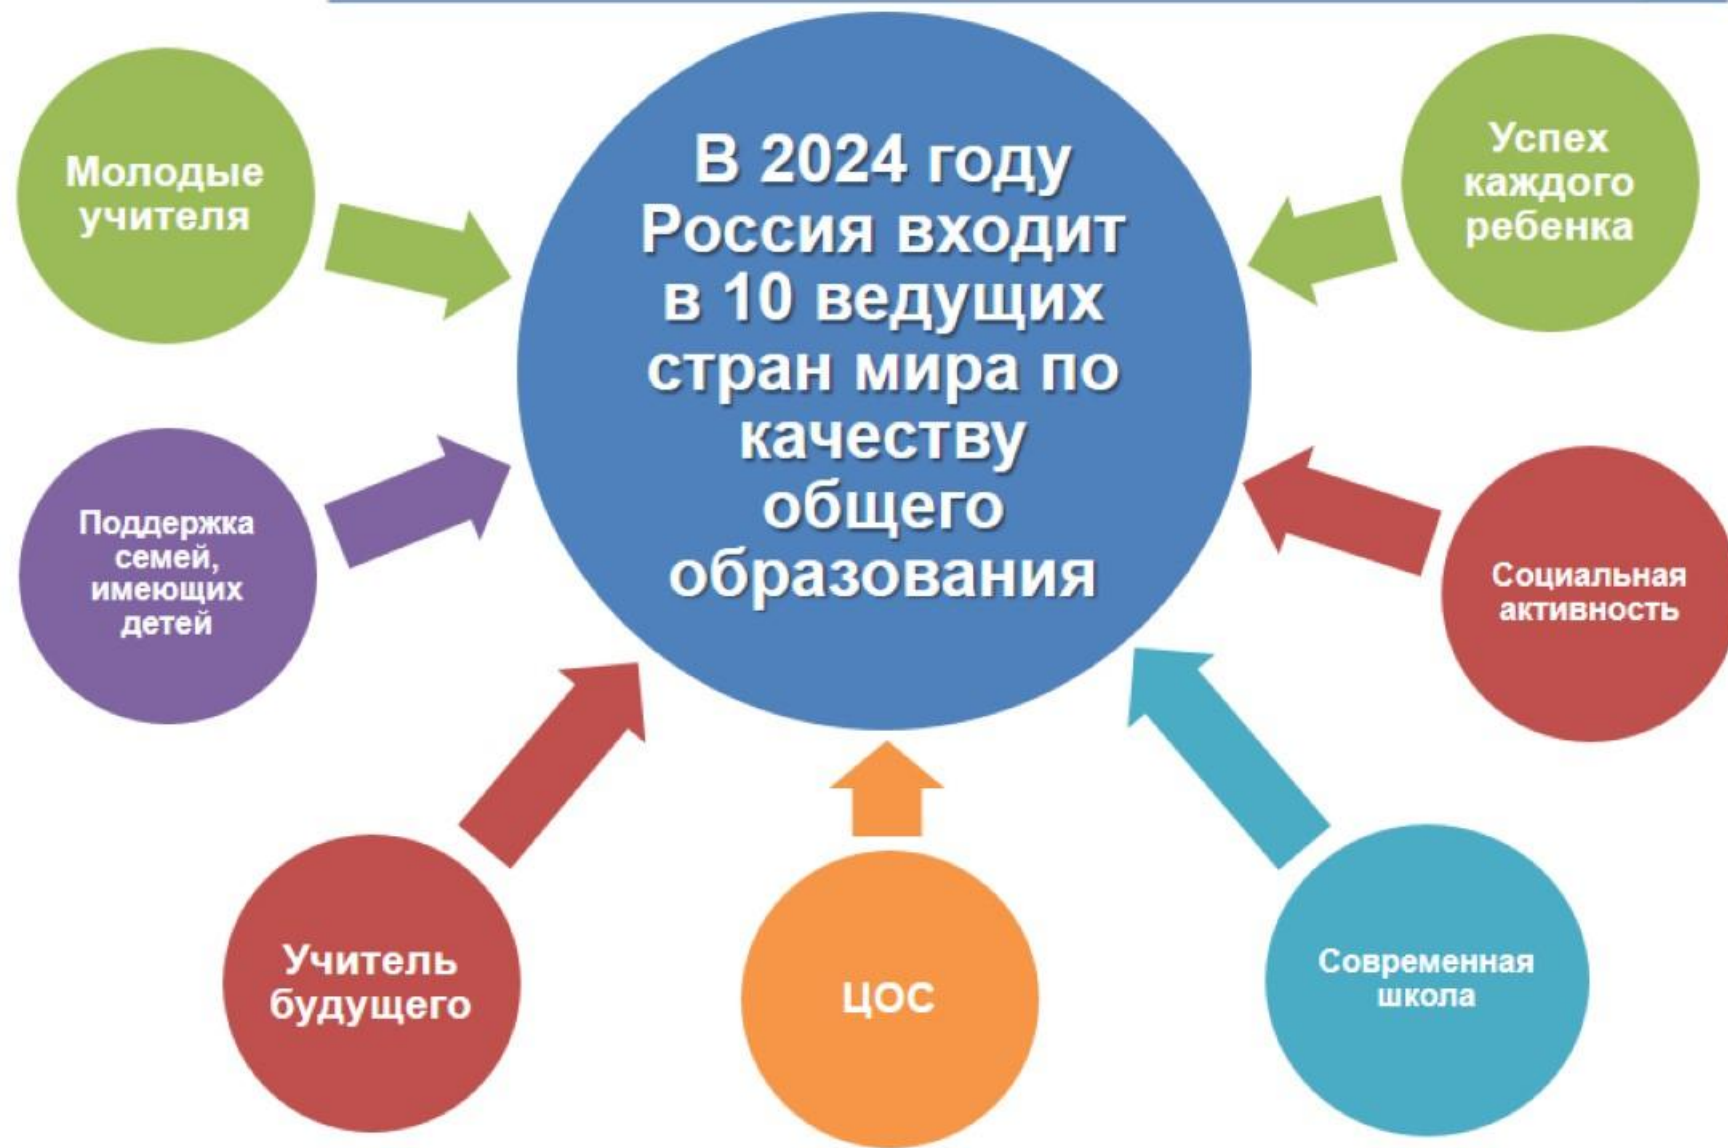 В 2024 году
Россия входит
в 10 ведущих
стран мира по
качеству
общего
образования
Молодые
учителя
Поддержка
семей,
имеющих
детей
Учитель
будущего
ЦОС
Современная
школа
Социальная
активность
Успех
каждого
ребенка